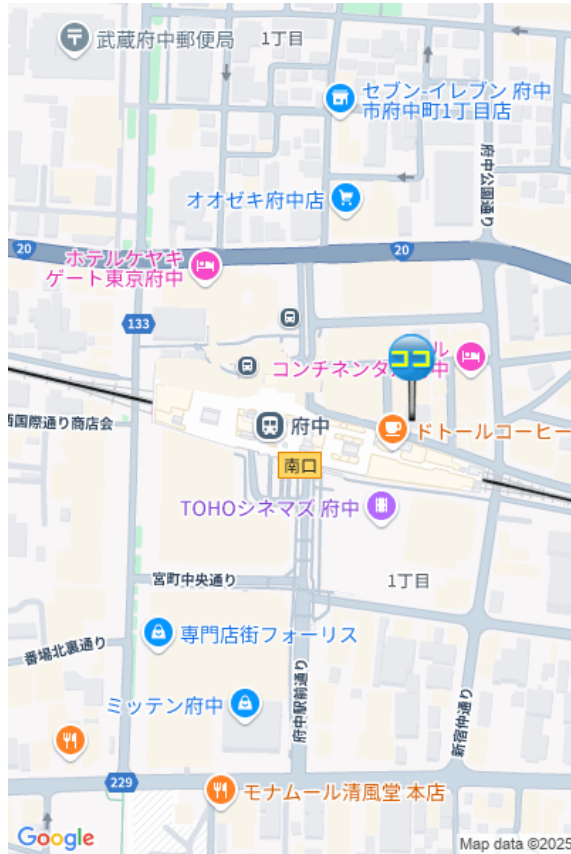 武蔵府中郵便局
1丁目
セブン-イレブン 府中
市府中町1丁目店
府中公園通り
オオゼキ府中店
20
20
ホテルケヤキ
ゲート東京府中
133
ル
コンチネンタ
中
ココ
国際通り商店会
府中
ドトールコーヒー
南口
TOHOシネマズ 府中
宮町中央通り
1丁目
専門店街フォーリス
番場北裏通り
ミッテン府中
府中駅前通り
新宿仲通り
229
モナムール清風堂 本店
Google
Map data ©2025